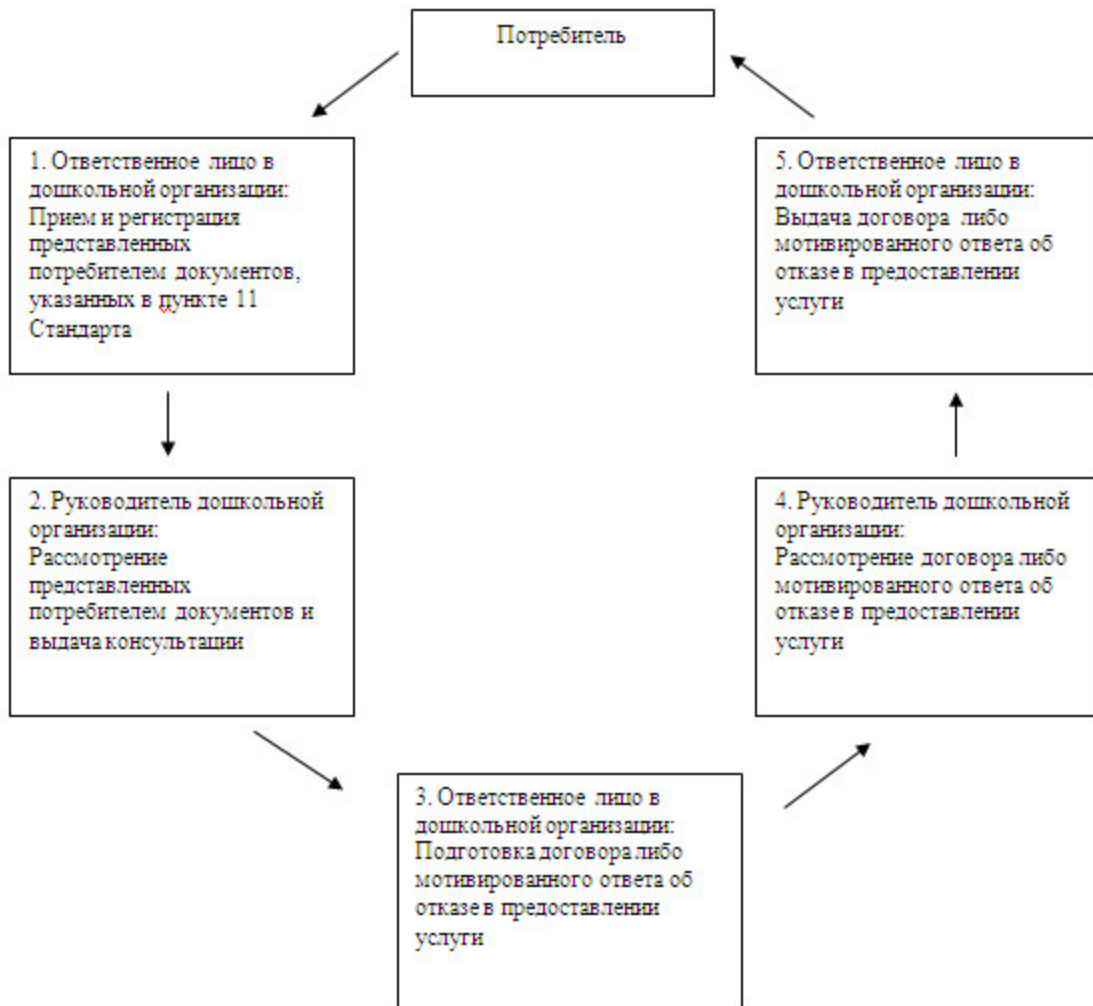 Потребитель
1. Ответственное лицо в
дошкольной организации:
Прием и регистрация
представленных
потребителем документов,
указанных в пункте 11
Стандарта
5. Ответственное лицо в
дошкольной организации:
Выдача договора либо
мотивированного ответа об
отказе в предоставлении
услуги
2. Руководитель дошкольной
организации:
Рассмотрение
представленных
потребителем документов и
выдача консультации
4. Руководитель дошкольной
организации:
Рассмотрение договора либо
мотивированного ответа об
отказе в предоставлении
услуги
3. Ответственное лицо в
дошкольной организации:
Подготовка договора либо
мотивированного ответа об
отказе в предоставлении
услуги